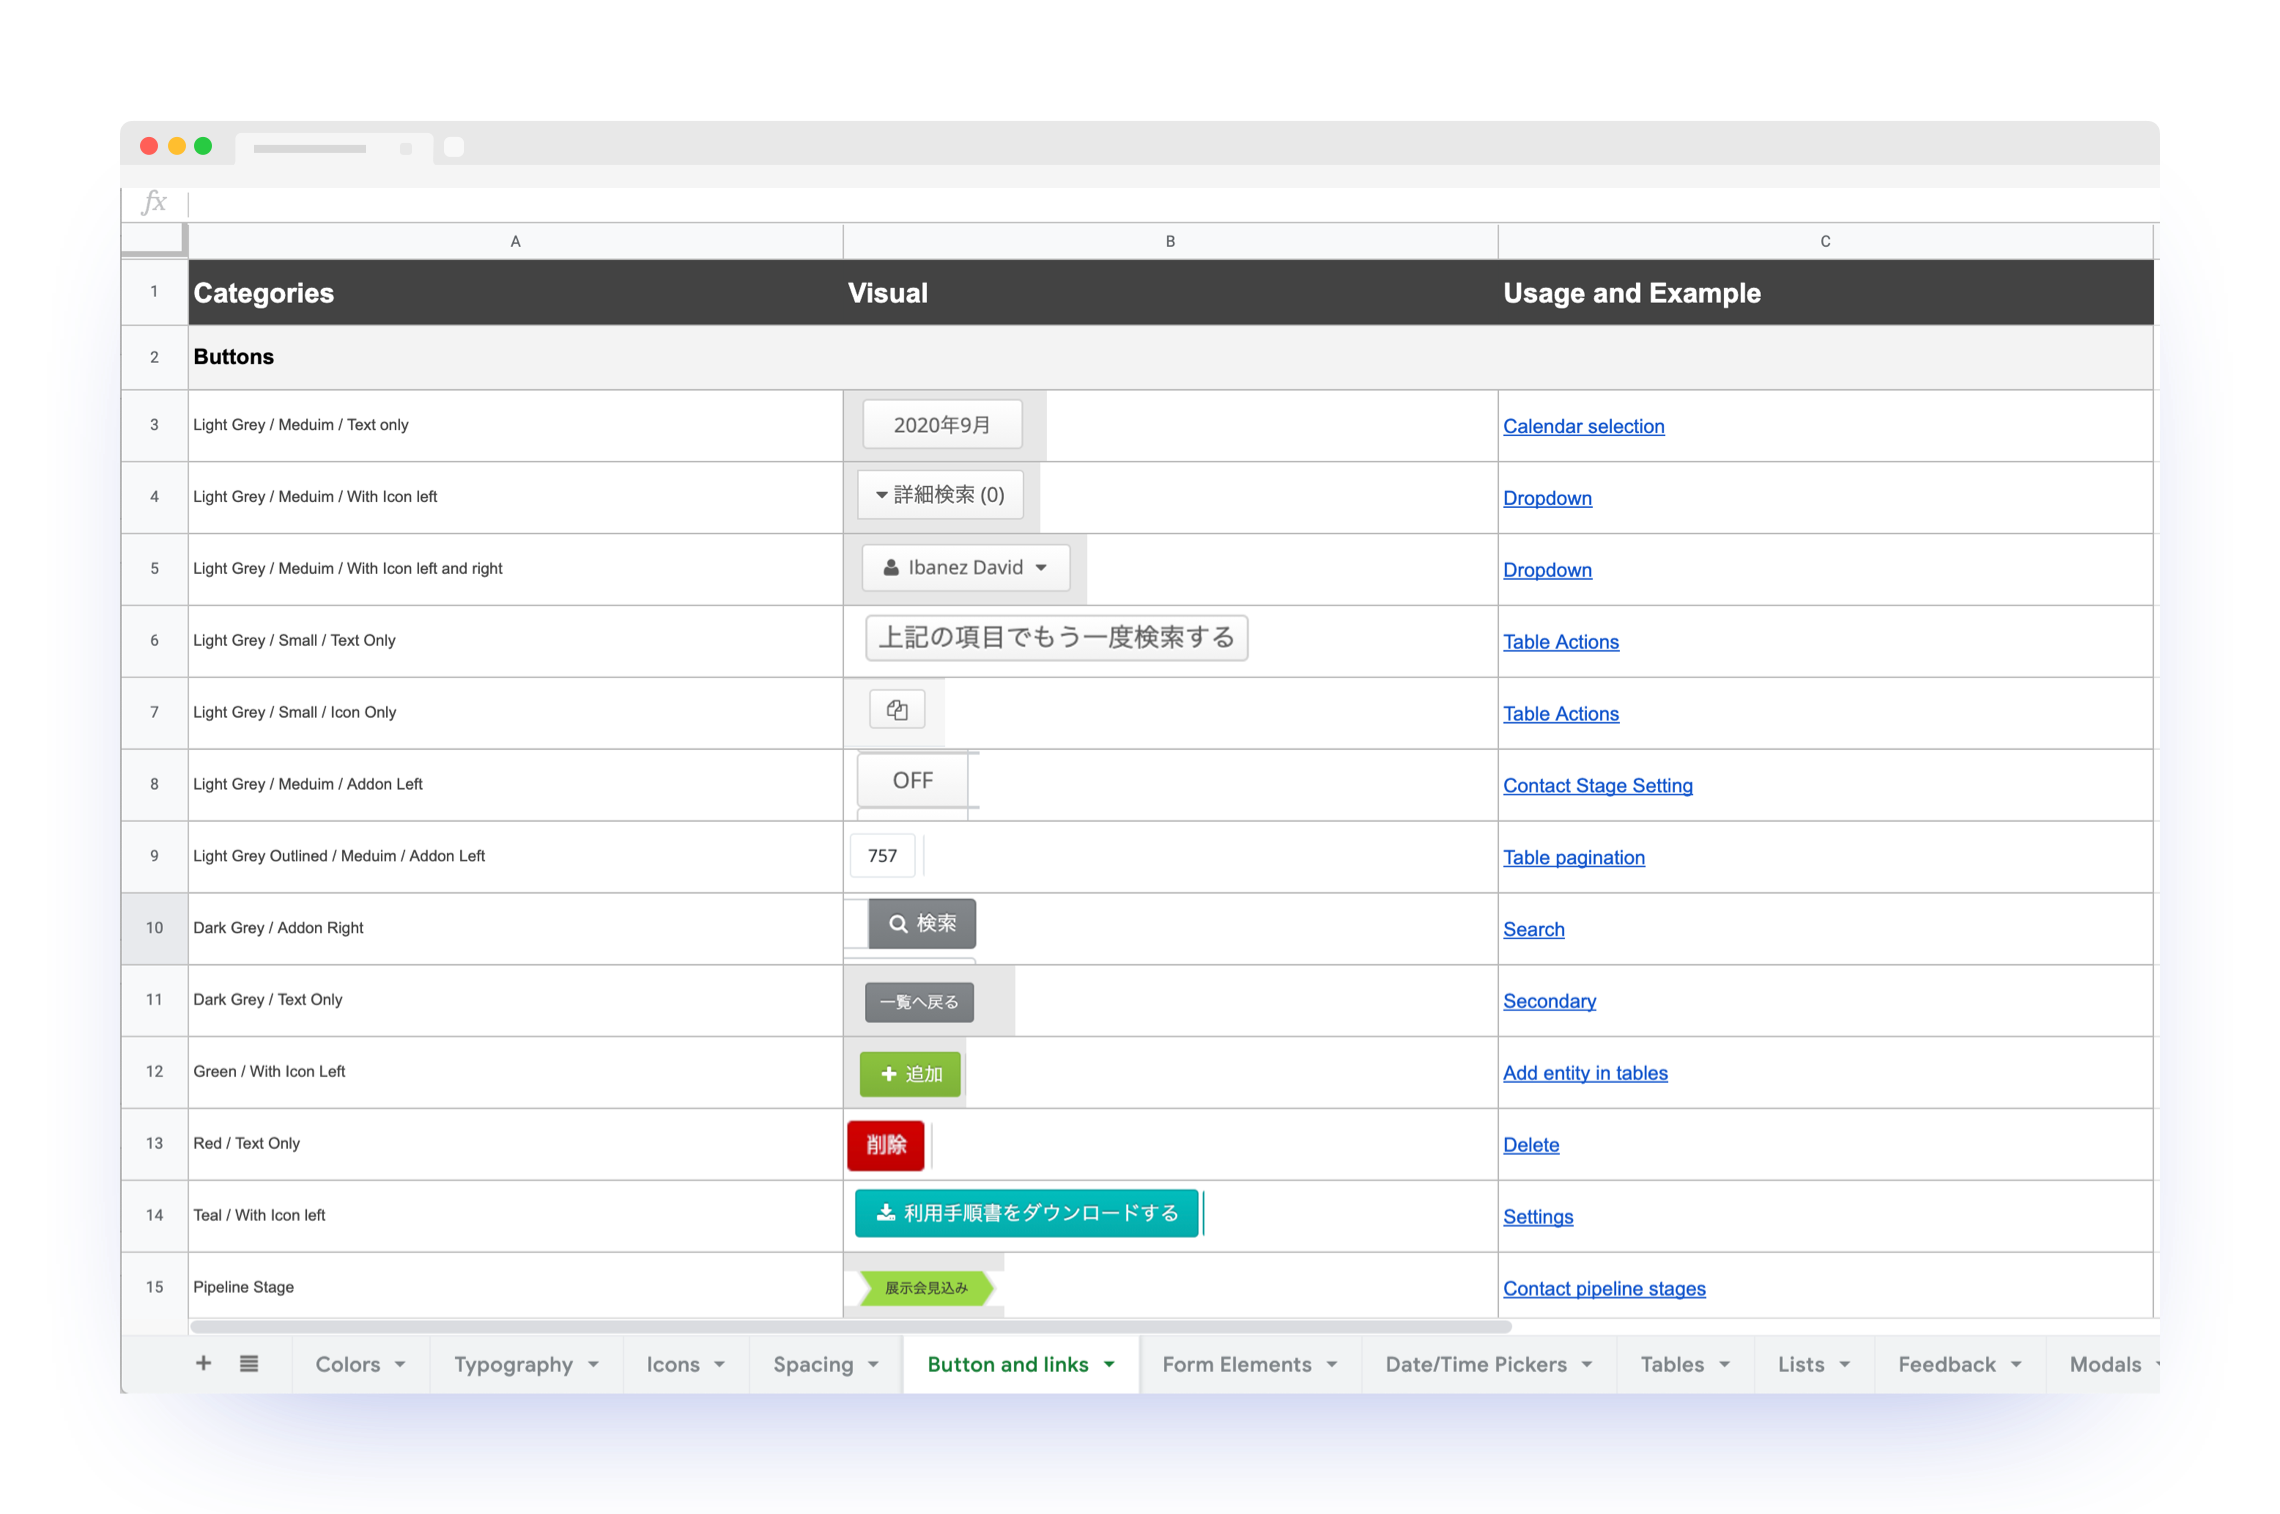 fx
A B C
1 Categories Visual Usage and Example
2 Buttons
3 Light Grey / Meduim / Text only 2020年9月 Calendar selection
4 Light Grey / Meduim / With Icon left 詳細検索 (0) Dropdown
5 Light Grey / Meduim / With Icon left and right Ibanez David Dropdown
6 Light Grey / Small / Text Only 上記の項目でもう一度検索する Table Actions
7 Light Grey / Small / Icon Only Table Actions
8 Light Grey / Meduim / Addon Left OFF Contact Stage Setting
9 Light Grey Outlined / Meduim / Addon Left 757 Table pagination
10 Dark Grey / Addon Right 検索 Search
11 Dark Grey / Text Only 一覧へ戻る Secondary
12 Green / With Icon Left 追加 Add entity in tables
13 Red / Text Only 削除 Delete
14 Teal / With Icon left 利用手順書をダウンロードする Settings
15 Pipeline Stage 展示会見込み Contact pipeline stages
Colors Typography Icons Spacing Button and links Form Elements Date/Time Pickers Tables Lists Feedback Modals